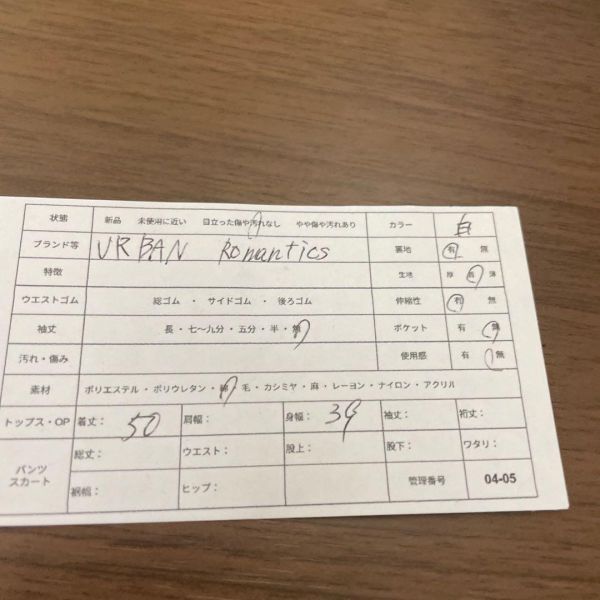 状態 新品 未使用に近い 目立った傷や汚れなし やや傷や汚れあり カラー 白
ブランド等 URBAN Romantics 裏地 有 無
特徴 生地 厚 普 薄
ウエストゴム 総ゴム ・ サイドゴム ・ 後ろゴム 伸縮性 有 無
袖丈 長・七〜九分・五分・半・無 ポケット 有 無
汚れ・傷み 使用感 有 無
素材 ポリエステル・ポリウレタン・綿・毛・カシミヤ・麻・レーヨン・ナイロン・アクリル
トップス・OP 着丈: 50 肩幅: 身幅: 39 袖丈: 裄丈:
パンツ スカート 総丈: ウエスト: 股上: 股下: ワタリ:
裾幅: ヒップ: 管理番号 04-05